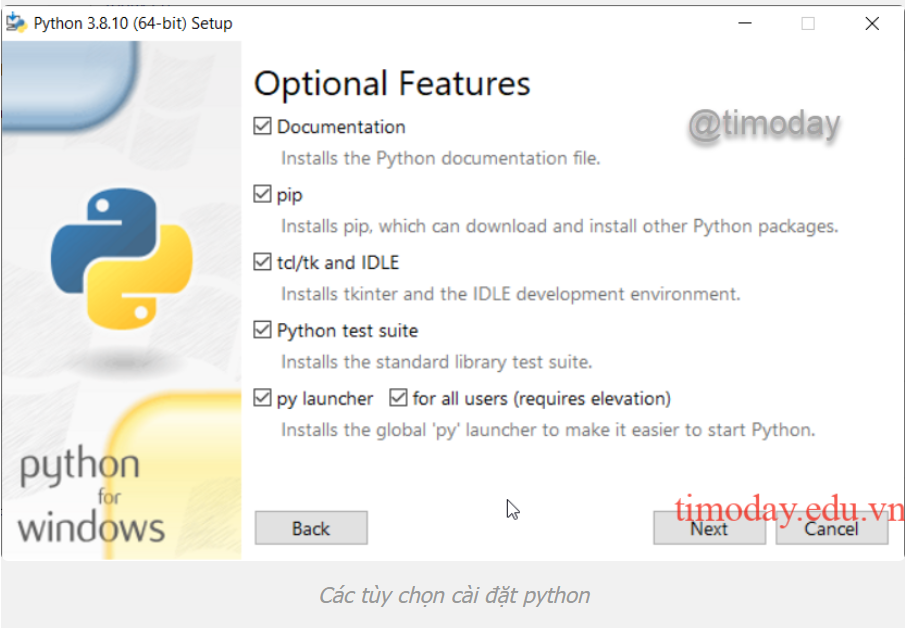 Python 3.8.10 (64-bit) Setup
Optional Features
@timoday
Documentation
Installs the Python documentation file.
pip
Installs pip, which can download and install other Python packages.
tcl/tk and IDLE
Installs tkinter and the IDLE development environment.
Python test suite
Installs the standard library test suite.
py launcher for all users (requires elevation)
Installs the global 'py' launcher to make it easier to start Python.
python
for
windows
timoday.edu.vn
Back Next Cancel
Các tùy chọn cài đặt python